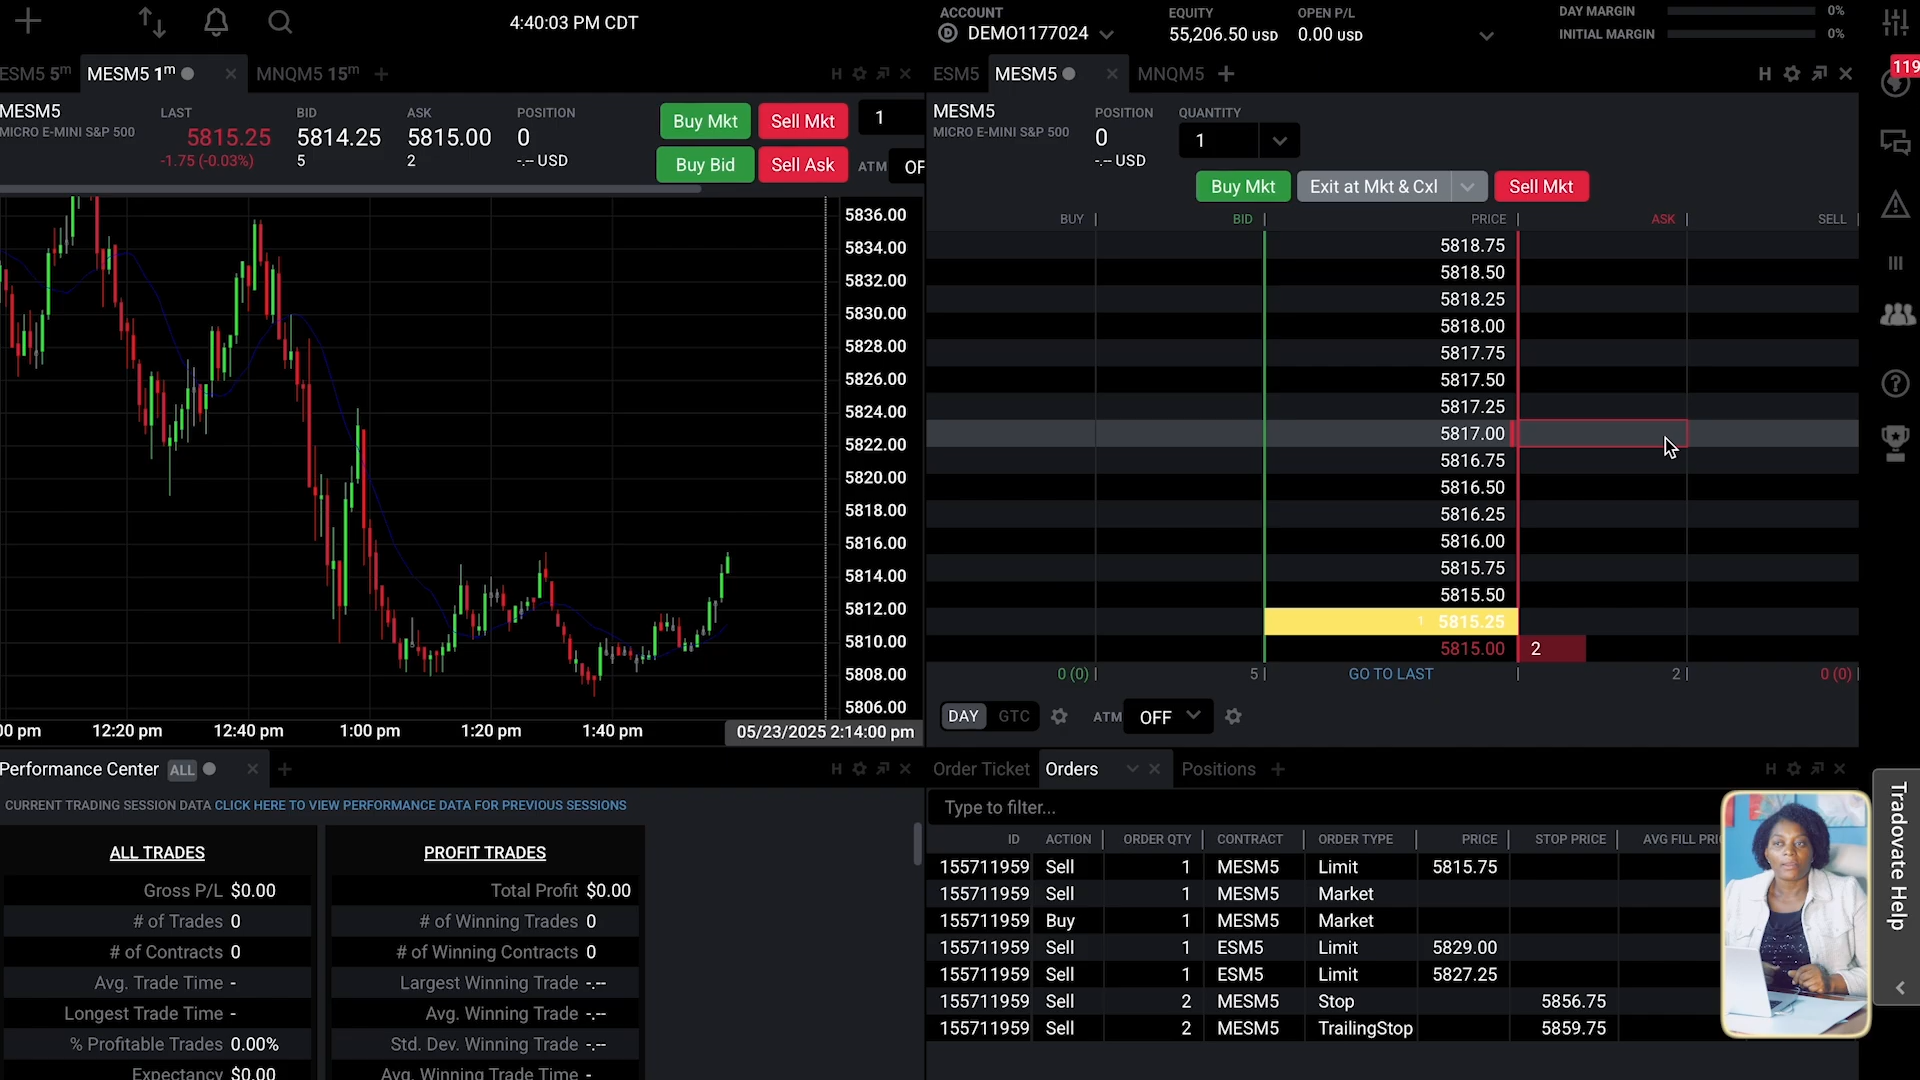 4:40:03 PM CDT
ACCOUNT
DEMO1177024
EQUITY
55,206.50 USD
OPEN P/L
0.00 USD
DAY MARGIN 0%
INITIAL MARGIN 0%
119
ESM5 5m
MESM5 1m
MNQM5 15m
H
MESM5
MICRO E-MINI S&P 500
LAST
5815.25
-1.75 (-0.03%)
BID
5814.25
5
ASK
5815.00
2
POSITION
0
-.-- USD
Buy Mkt
Sell Mkt
1
Buy Bid
Sell Ask
ATM
OF
5836.00
5834.00
5832.00
5830.00
5828.00
5826.00
5824.00
5822.00
5820.00
5818.00
5816.00
5814.00
5812.00
5810.00
5808.00
5806.00
00 pm
12:20 pm
12:40 pm
1:00 pm
1:20 pm
1:40 pm
05/23/2025 2:14:00 pm
ESM5
MESM5
MNQM5
H
MESM5
MICRO E-MINI S&P 500
POSITION
0
-.-- USD
QUANTITY
1
Buy Mkt
Exit at Mkt & Cxl
Sell Mkt
BUY
BID
PRICE
ASK
SELL
5818.75
5818.50
5818.25
5818.00
5817.75
5817.50
5817.25
5817.00
5816.75
5816.50
5816.25
5816.00
5815.75
5815.50
1 5815.25
5815.00 2
0 (0)
5
GO TO LAST
2
0 (0)
DAY
GTC
ATM
OFF
Performance Center ALL
H
CURRENT TRADING SESSION DATA CLICK HERE TO VIEW PERFORMANCE DATA FOR PREVIOUS SESSIONS
ALL TRADES
Gross P/L $0.00
# of Trades 0
# of Contracts 0
Avg. Trade Time -
Longest Trade Time -
% Profitable Trades 0.00%
Expectancy $0.00
PROFIT TRADES
Total Profit $0.00
# of Winning Trades 0
# of Winning Contracts 0
Largest Winning Trade -.--
Avg. Winning Trade -.--
Std. Dev. Winning Trade -.--
Avg. Winning Trade Time -
Order Ticket
Orders
Positions
H
Type to filter...
ID ACTION ORDER QTY CONTRACT ORDER TYPE PRICE STOP PRICE AVG FILL PRIC
155711959 Sell 1 MESM5 Limit 5815.75
155711959 Sell 1 MESM5 Market
155711959 Buy 1 MESM5 Market
155711959 Sell 1 ESM5 Limit 5829.00
155711959 Sell 1 ESM5 Limit 5827.25
155711959 Sell 2 MESM5 Stop 5856.75
155711959 Sell 2 MESM5 TrailingStop 5859.75
Tradovate Help